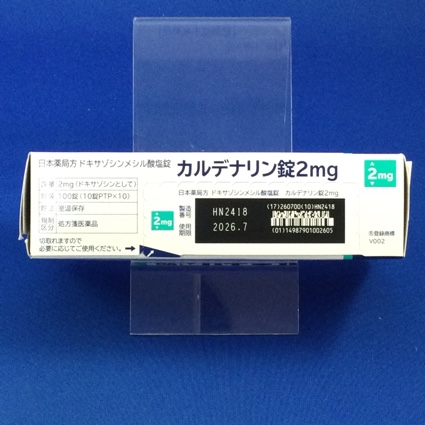 日本薬局方 ドキサゾシンメシル酸塩錠
カルデナリン錠2mg
2mg
含量 2mg(ドキサゾシンとして)
包装 100錠(10錠PTP×10)
貯法 室温保存
規制区分 処方箋医薬品
切取れますので
必要に応じてご使用ください。
2mg
日本薬局方 ドキサゾシンメシル酸塩錠 カルデナリン錠2mg
製造番号 HN2418
使用期限 2026.7
(17)260700(10)HN2418
(01)14987901002605
®登録商標
V002